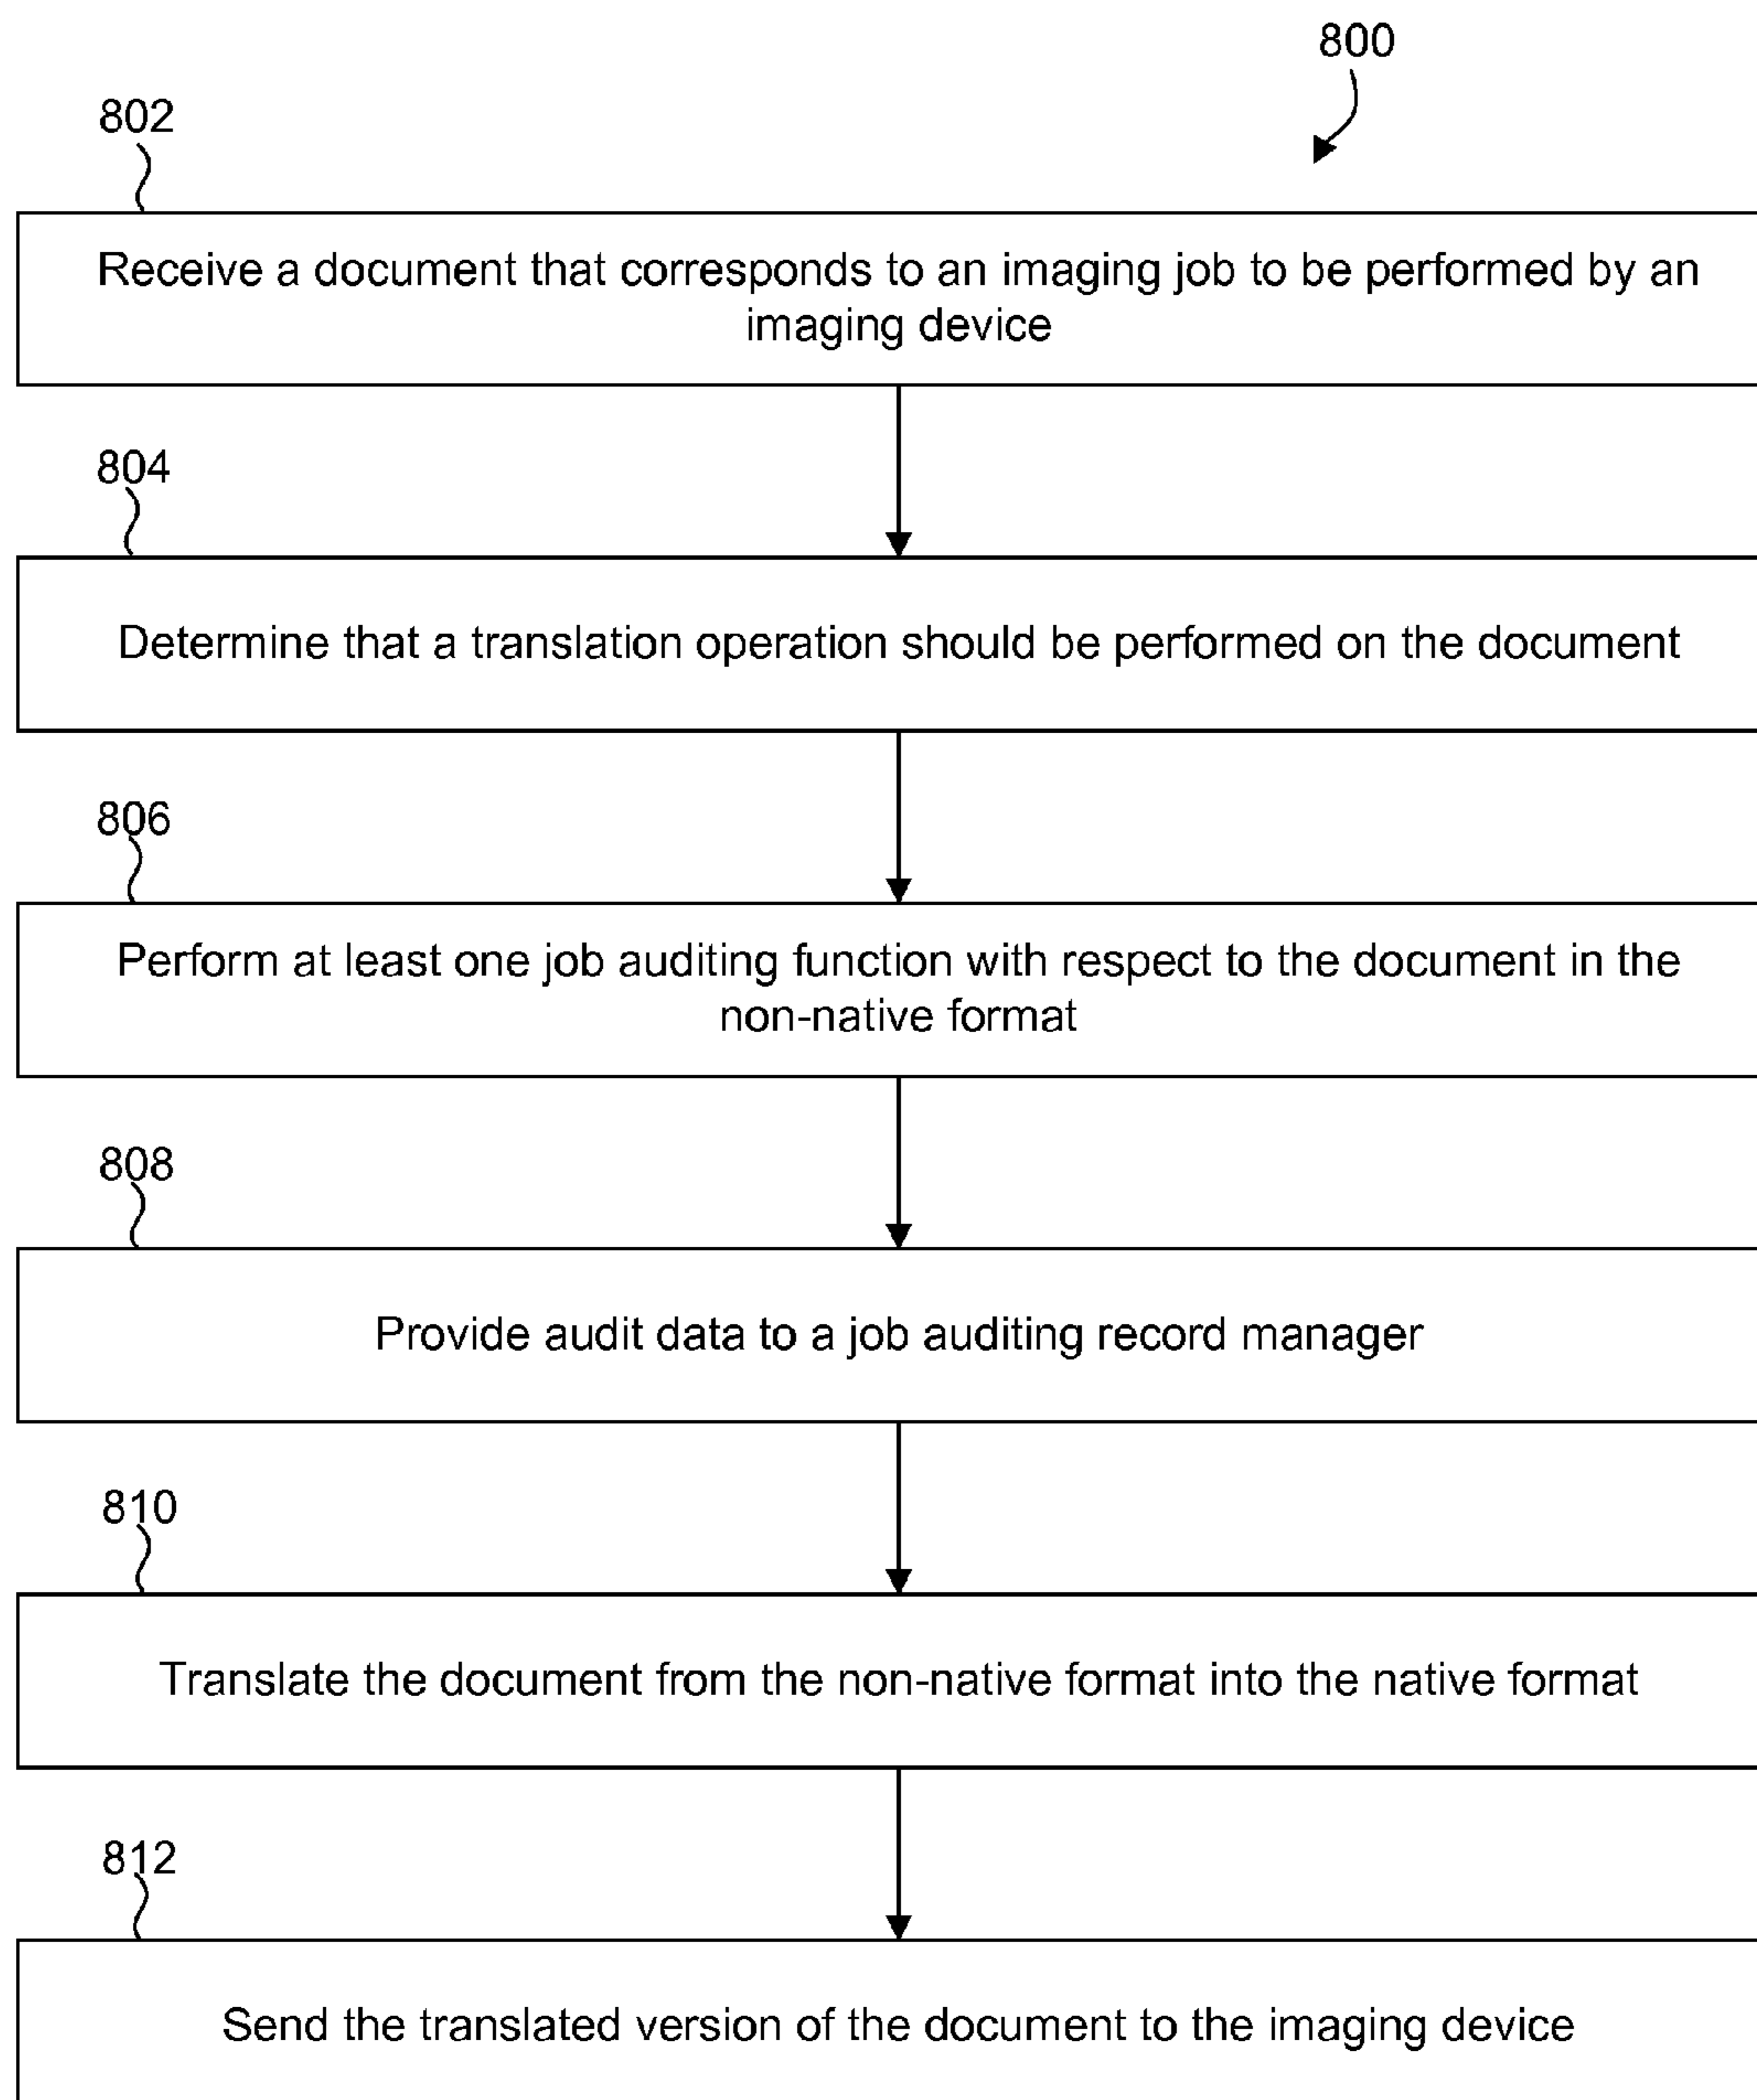 800
802
Receive a document that corresponds to an imaging job to be performed by an
imaging device
804
Determine that a translation operation should be performed on the document
806
Perform at least one job auditing function with respect to the document in the
non-native format
808
Provide audit data to a job auditing record manager
810
Translate the document from the non-native format into the native format
812
Send the translated version of the document to the imaging device